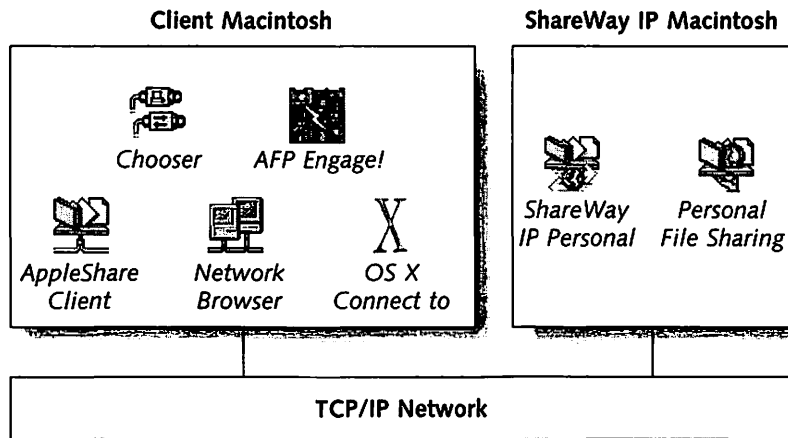 Client Macintosh
ShareWay IP Macintosh
Chooser
AFP Engage!
AppleShare
Client
Network
Browser
X
OS X
Connect to
ShareWay
IP Personal
Personal
File Sharing
TCP/IP Network